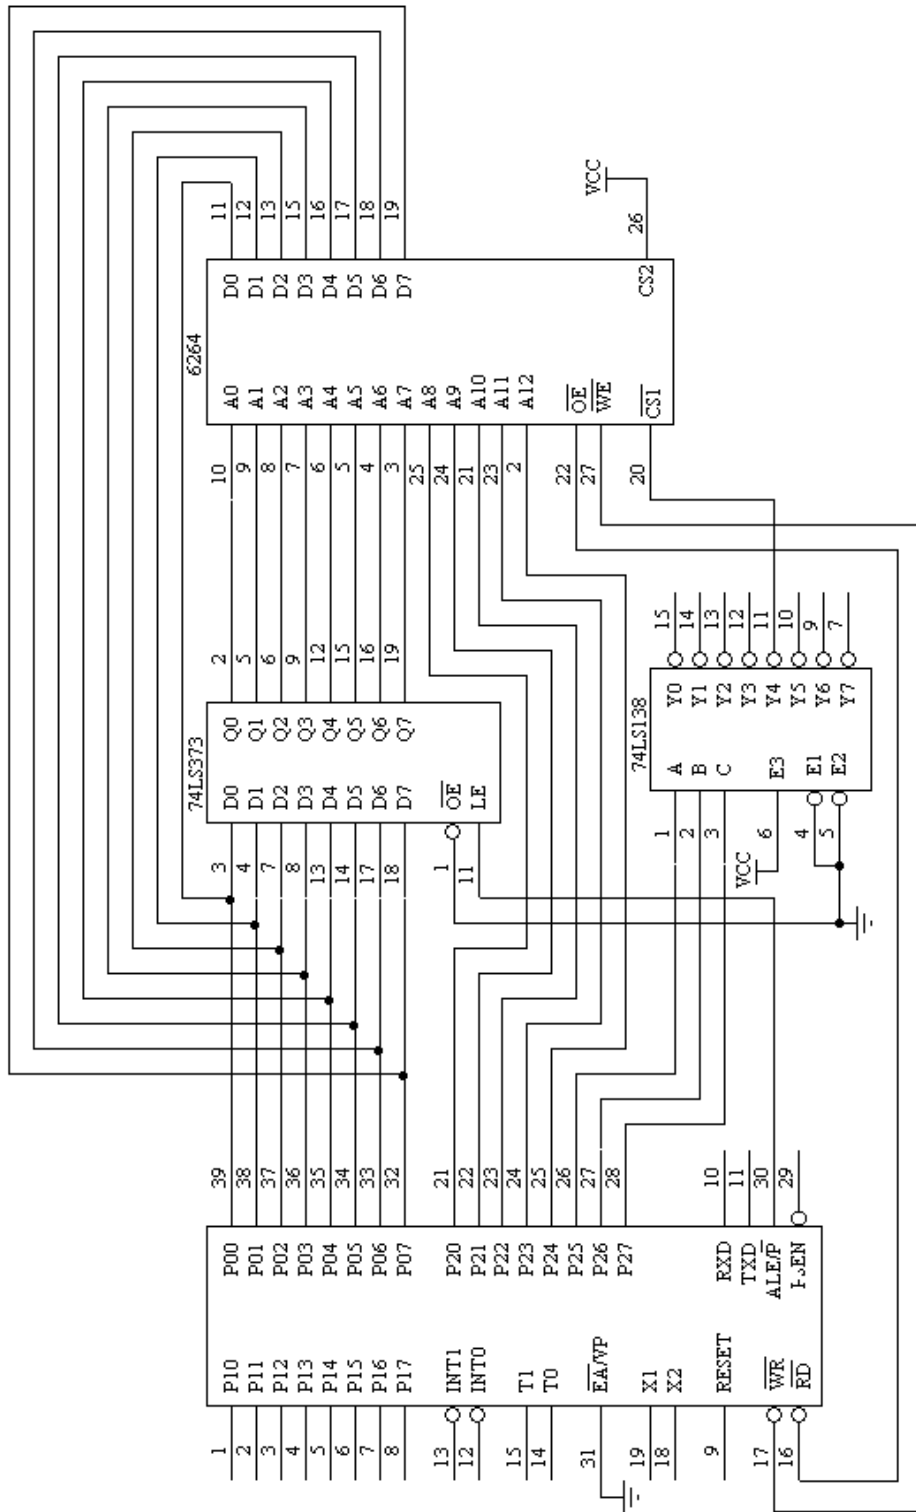 1 P10 P00 39
2 P11 P01 38
3 P12 P02 37
4 P13 P03 36
5 P14 P04 35
6 P15 P05 34
7 P16 P06 33
8 P17 P07 32
13 INT1 P20 21
12 INT0 P21 22
P22 23
15 T1 P23 24
14 T0 P24 25
P25 26
31 E̅A̅/VP P26 27
P27 28
19 X1
18 X2
9 RESET RXD 10
TXD 11
17 W̅R̅ ALE/P̅ 30
16 R̅D̅ P̅S̅E̅N̅ 29
74LS373
3 D0 Q0 2
4 D1 Q1 5
7 D2 Q2 6
8 D3 Q3 9
13 D4 Q4 12
14 D5 Q5 15
17 D6 Q6 16
18 D7 Q7 19
1 O̅E̅
11 LE
74LS138
1 A Y0 15
2 B Y1 14
3 C Y2 13
Y3 12
VCC 6 E3 Y4 11
4 E1 Y5 10
5 E2 Y6 9
Y7 7
6264
10 A0 D0 11
9 A1 D1 12
8 A2 D2 13
7 A3 D3 15
6 A4 D4 16
5 A5 D5 17
4 A6 D6 18
3 A7 D7 19
25 A8
24 A9
21 A10
23 A11
2 A12
22 O̅E̅
27 W̅E̅
20 C̅S̅1̅ CS2 26 VCC